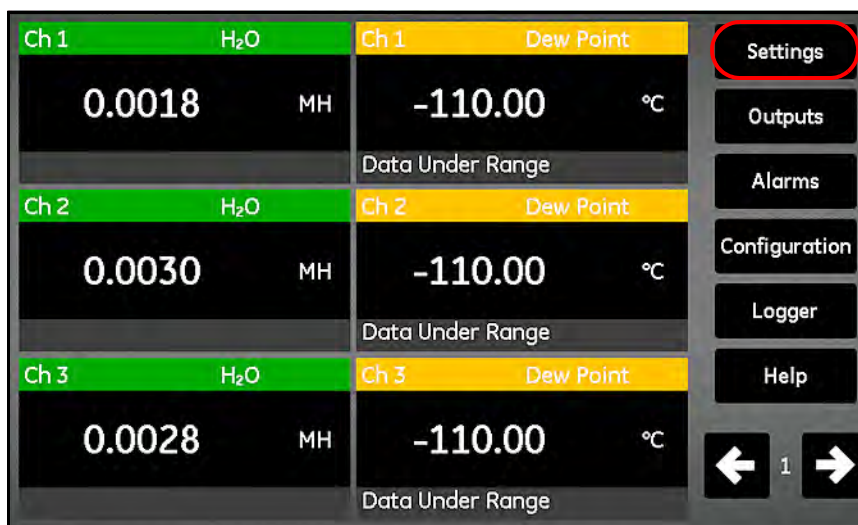 Ch 1 H₂O Ch 1 Dew Point
0.0018 MH -110.00 °C
Data Under Range
Ch 2 H₂O Ch 2 Dew Point
0.0030 MH -110.00 °C
Data Under Range
Ch 3 H₂O Ch 3 Dew Point
0.0028 MH -110.00 °C
Data Under Range
Settings
Outputs
Alarms
Configuration
Logger
Help
1